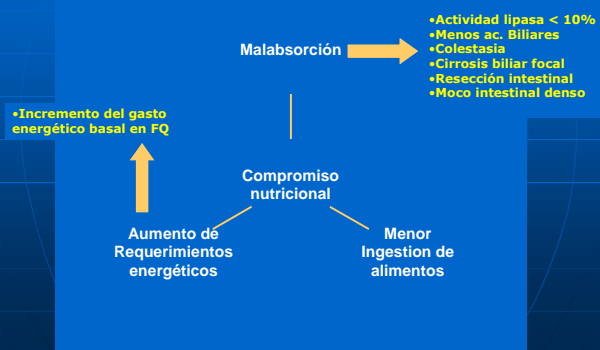 •Actividad lipasa < 10%
•Menos ac. Biliares
•Colestasia
•Cirrosis biliar focal
•Resección intestinal
•Moco intestinal denso
Malabsorción
•Incremento del gasto
energético basal en FQ
Compromiso
nutricional
Aumento de
Requerimientos
energéticos
Menor
Ingestion de
alimentos